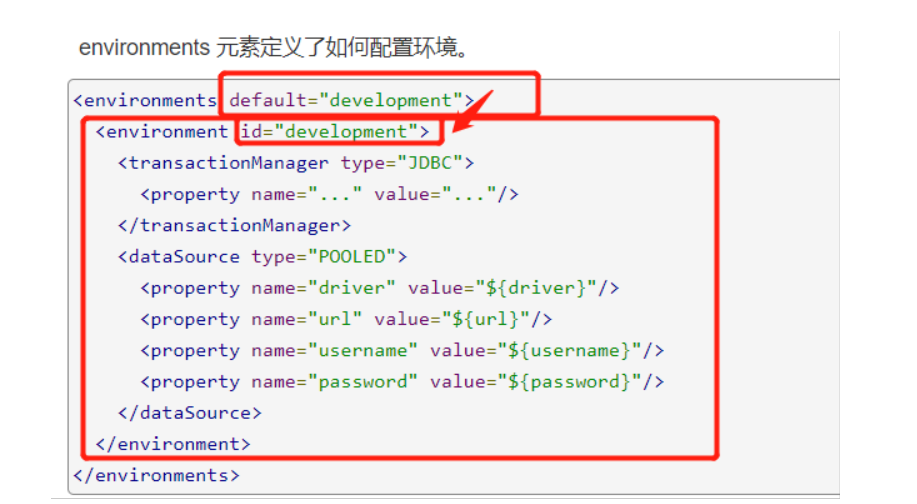 environments 元素定义了如何配置环境。
<environments default="development">
<environment id="development">
<transactionManager type="JDBC">
<property name="..." value="..."/>
</transactionManager>
<dataSource type="POOLED">
<property name="driver" value="${driver}"/>
<property name="url" value="${url}"/>
<property name="username" value="${username}"/>
<property name="password" value="${password}"/>
</dataSource>
</environment>
</environments>